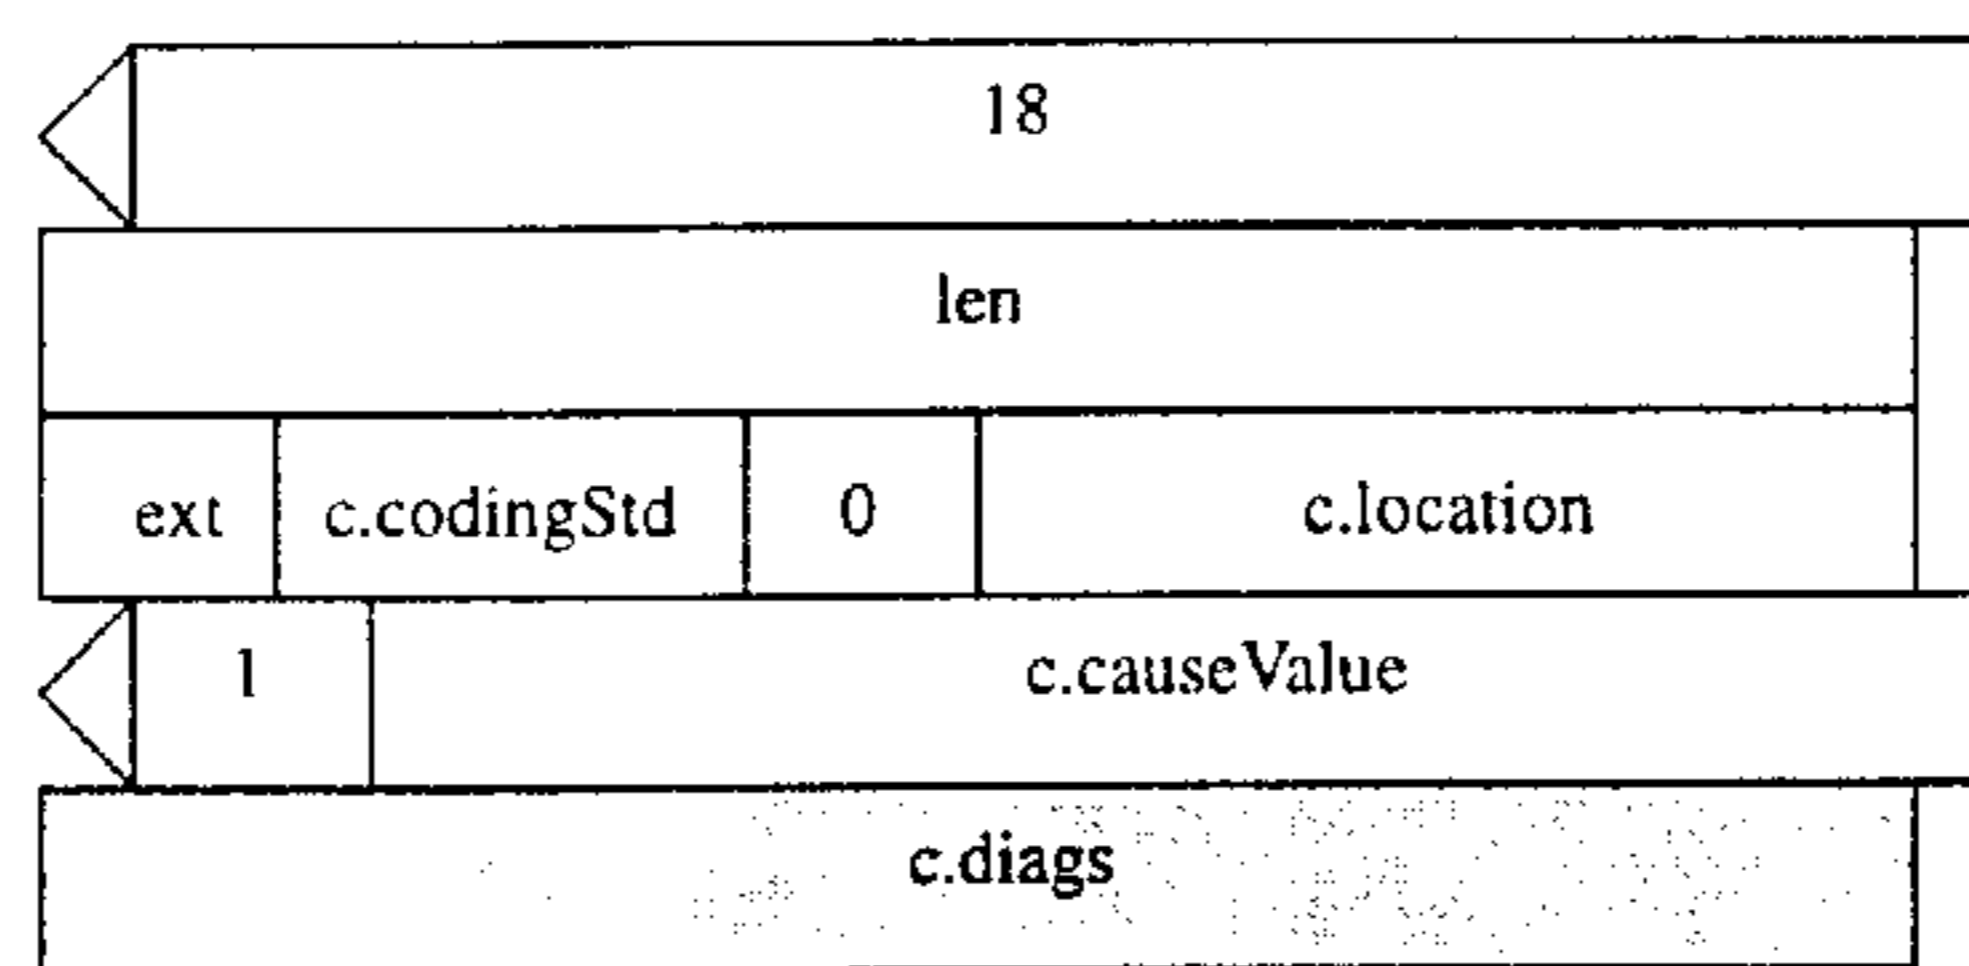 18
len
ext c.codingStd 0 c.location
1 c.causeValue
c.diags